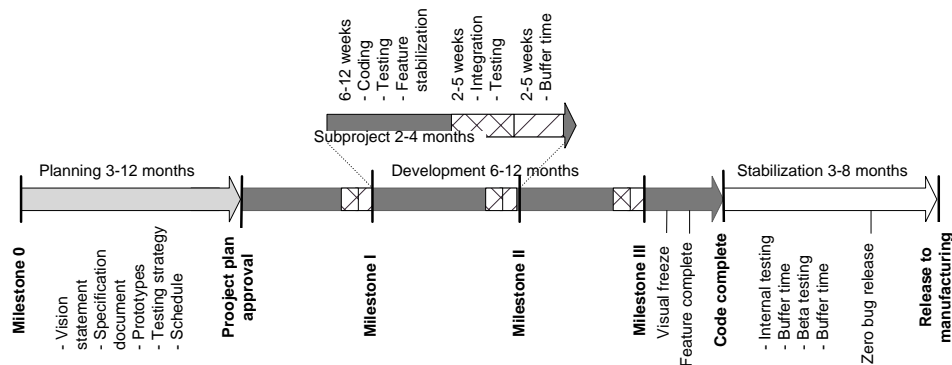 6-12 weeks
- Coding
- Testing
- Feature
stabilization
2-5 weeks
- Integration
- Testing
2-5 weeks
- Buffer time
Subproject 2-4 months
Planning 3-12 months
Development 6-12 months
Stabilization 3-8 months
Milestone 0
- Vision
statement
- Specification
document
- Prototypes
- Testing strategy
- Schedule
Prooject plan
approval
Milestone I
Milestone II
Milestone III
Visual freeze
Feature complete
Code complete
- Internal testing
- Buffer time
- Beta testing
- Buffer time
Zero bug release
Release to
manufacturing